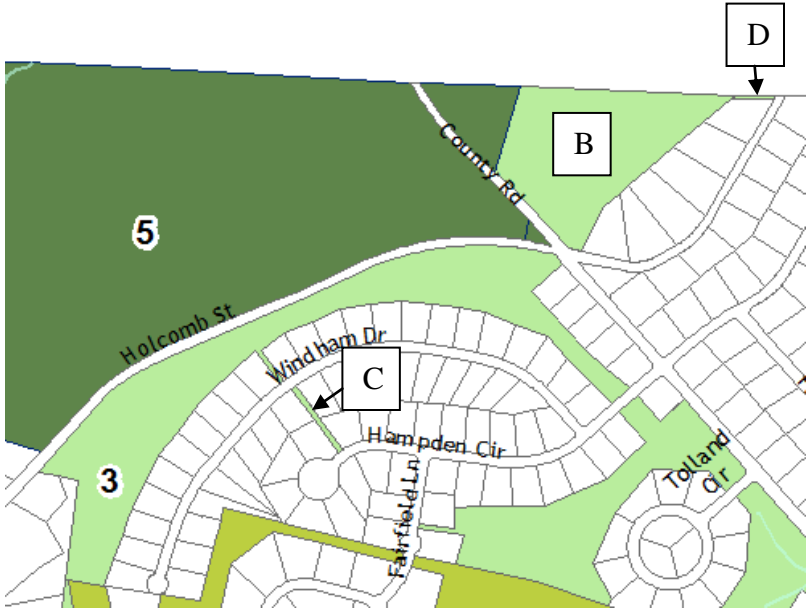 D
B
County Rd
5
Holcomb St
Windham Dr
C
Hampden Cir
Tolland
Cir
3
Fairfield Ln